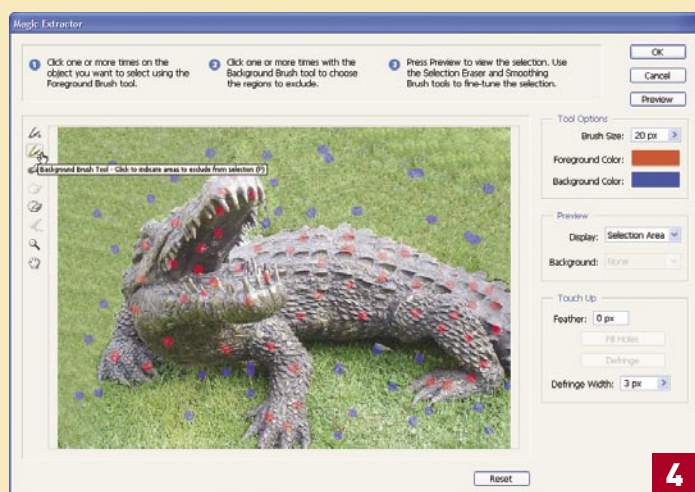 Magic Extractor
1 Click one or more times on the
object you want to select using the
Foreground Brush tool.
2 Click one or more times with the
Background Brush tool to choose
the regions to exclude.
3 Press Preview to view the selection. Use
the Selection Eraser and Smoothing
Brush tools to fine-tune the selection.
OK
Cancel
Preview
Tool Options
Brush Size: 20 px
Foreground Color:
Background Color:
Background Brush Tool - Click to indicate areas to exclude from selection (P)
Preview
Display: Selection Area
Background: None
Touch Up
Feather: 0 px
Fill Holes
Defringe
Defringe Width: 3 px
Reset
4